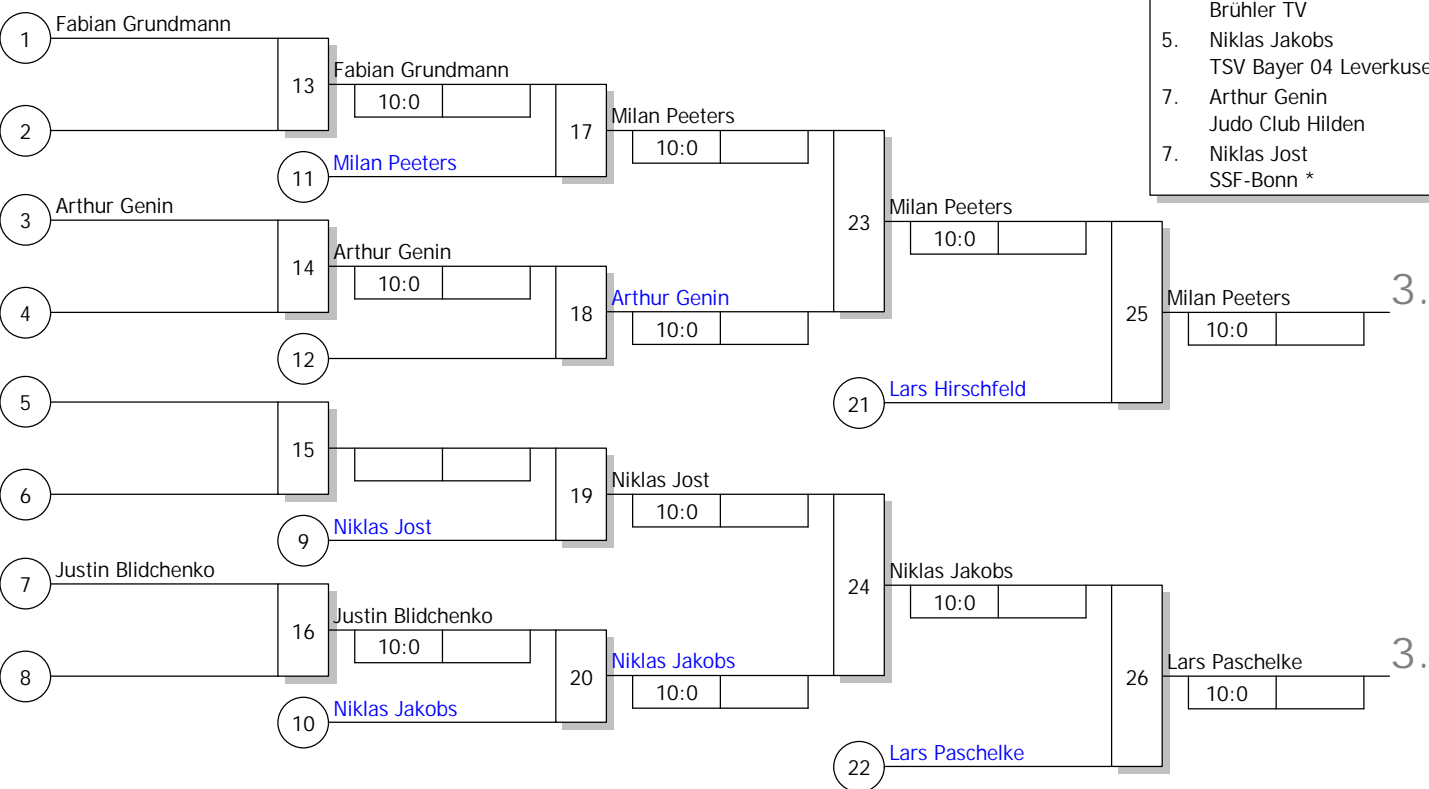 Brühler TV
5. Niklas Jakobs
TSV Bayer 04 Leverkuse
7. Arthur Genin
Judo Club Hilden
7. Niklas Jost
SSF-Bonn *
1 Fabian Grundmann
13 Fabian Grundmann
10:0
2
17 Milan Peeters
10:0
11 Milan Peeters
3 Arthur Genin
23 Milan Peeters
10:0
14 Arthur Genin
10:0
4
18 Arthur Genin
10:0
25 Milan Peeters 3.
10:0
12
5
21 Lars Hirschfeld
15
6
19 Niklas Jost
10:0
9 Niklas Jost
7 Justin Blidchenko
24 Niklas Jakobs
10:0
16 Justin Blidchenko
10:0
8
20 Niklas Jakobs
10:0
26 Lars Paschelke 3.
10:0
10 Niklas Jakobs
22 Lars Paschelke